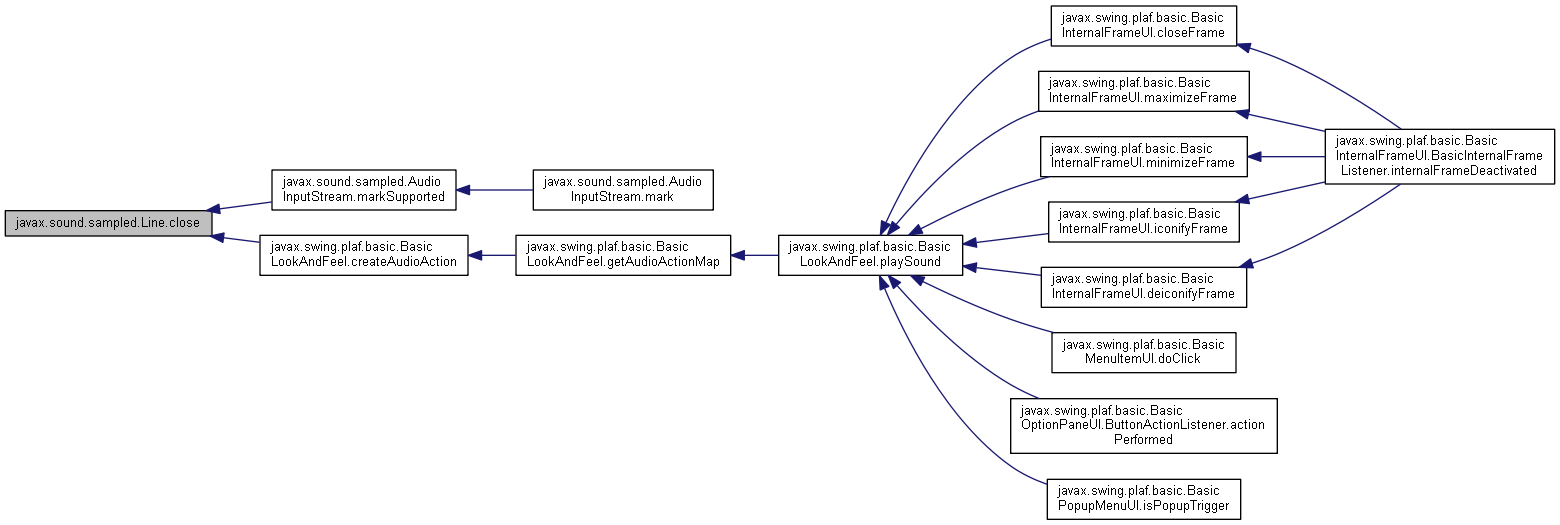 javax.sound.sampled.Line.close
javax.sound.sampled.Audio
InputStream.markSupported
javax.swing.plaf.basic.Basic
LookAndFeel.createAudioAction
javax.sound.sampled.Audio
InputStream.mark
javax.swing.plaf.basic.Basic
LookAndFeel.getAudioActionMap
javax.swing.plaf.basic.Basic
LookAndFeel.playSound
javax.swing.plaf.basic.Basic
InternalFrameUI.closeFrame
javax.swing.plaf.basic.Basic
InternalFrameUI.maximizeFrame
javax.swing.plaf.basic.Basic
InternalFrameUI.minimizeFrame
javax.swing.plaf.basic.Basic
InternalFrameUI.iconifyFrame
javax.swing.plaf.basic.Basic
InternalFrameUI.deiconifyFrame
javax.swing.plaf.basic.Basic
MenuItemUI.doClick
javax.swing.plaf.basic.Basic
OptionPaneUI.ButtonActionListener.action
Performed
javax.swing.plaf.basic.Basic
PopupMenuUI.isPopupTrigger
javax.swing.plaf.basic.Basic
InternalFrameUI.BasicInternalFrame
Listener.internalFrameDeactivated